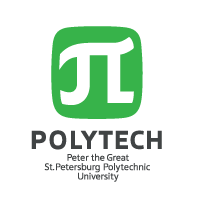 POLYTECH
Peter the Great
St.Petersburg Polytechnic
University